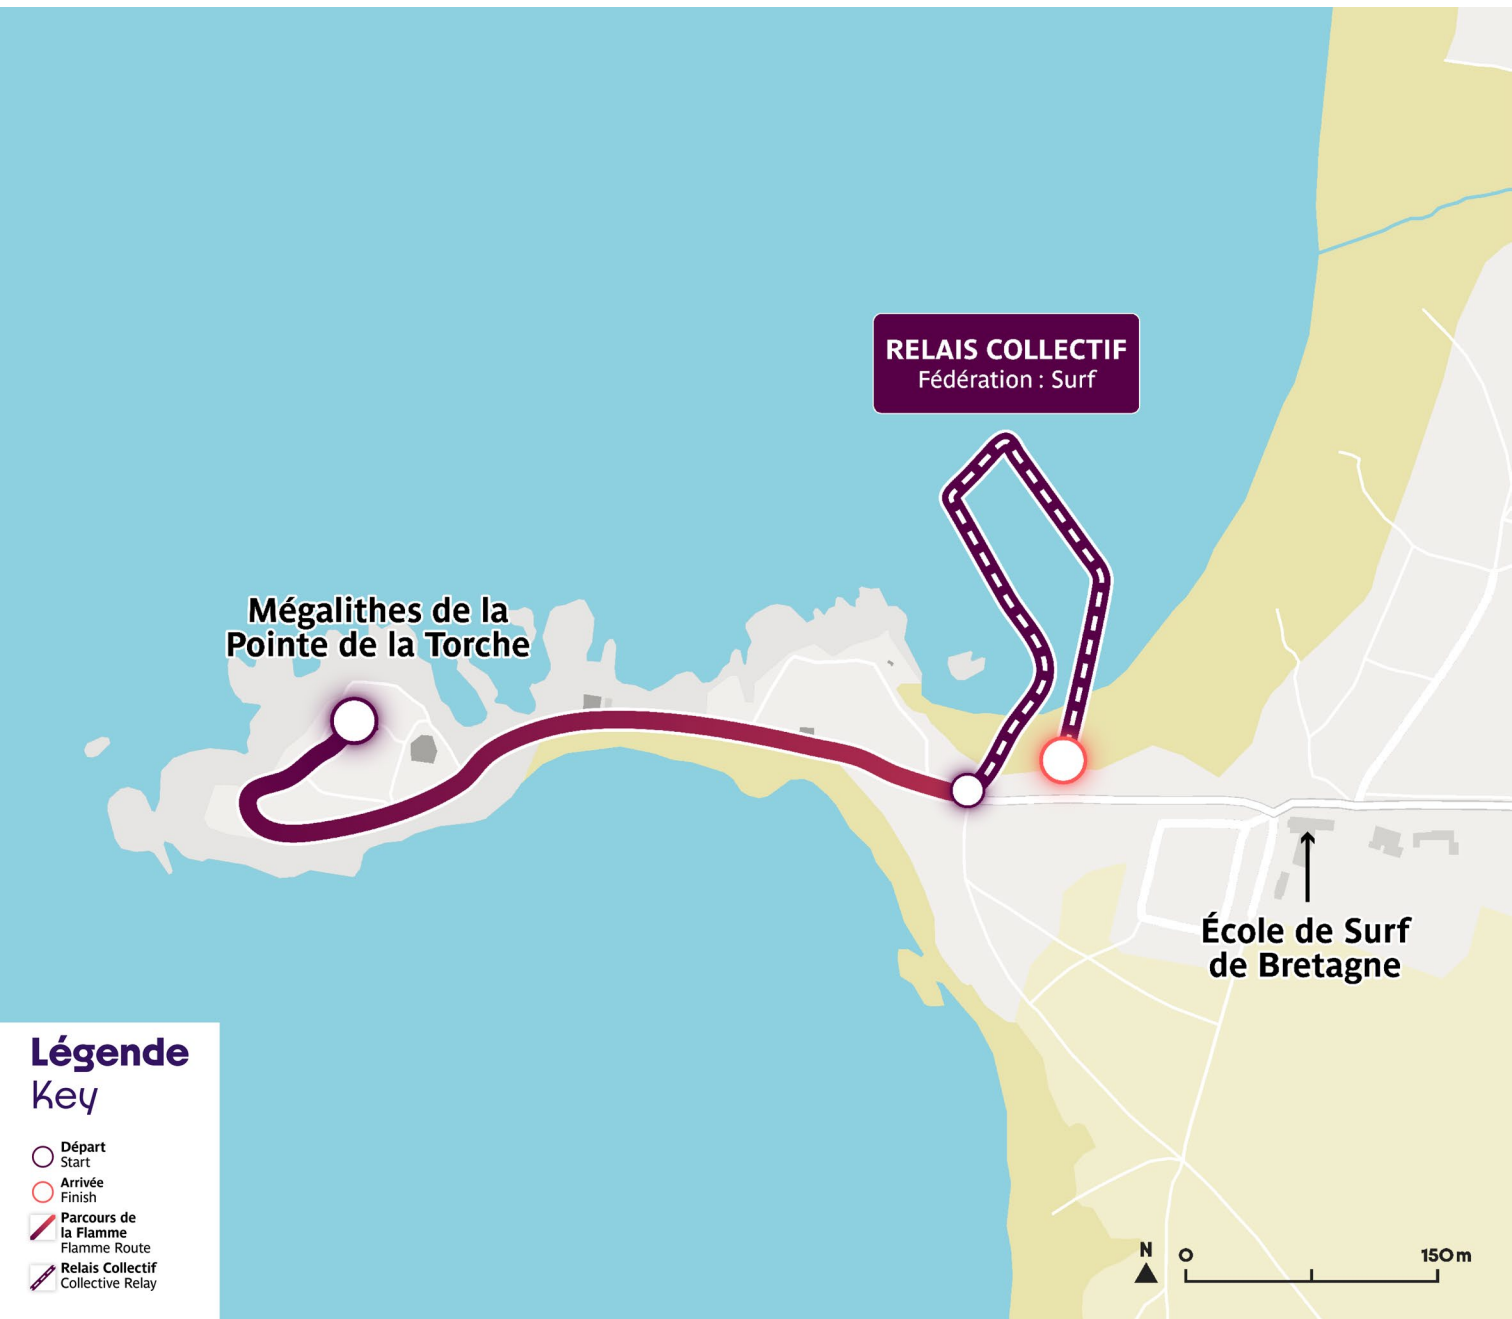 RELAIS COLLECTIF
Fédération : Surf
Mégalithes de la
Pointe de la Torche
École de Surf
de Bretagne
Légende
Key
Départ
Start
Arrivée
Finish
Parcours de
la Flamme
Flamme Route
Relais Collectif
Collective Relay
N
0
150 m